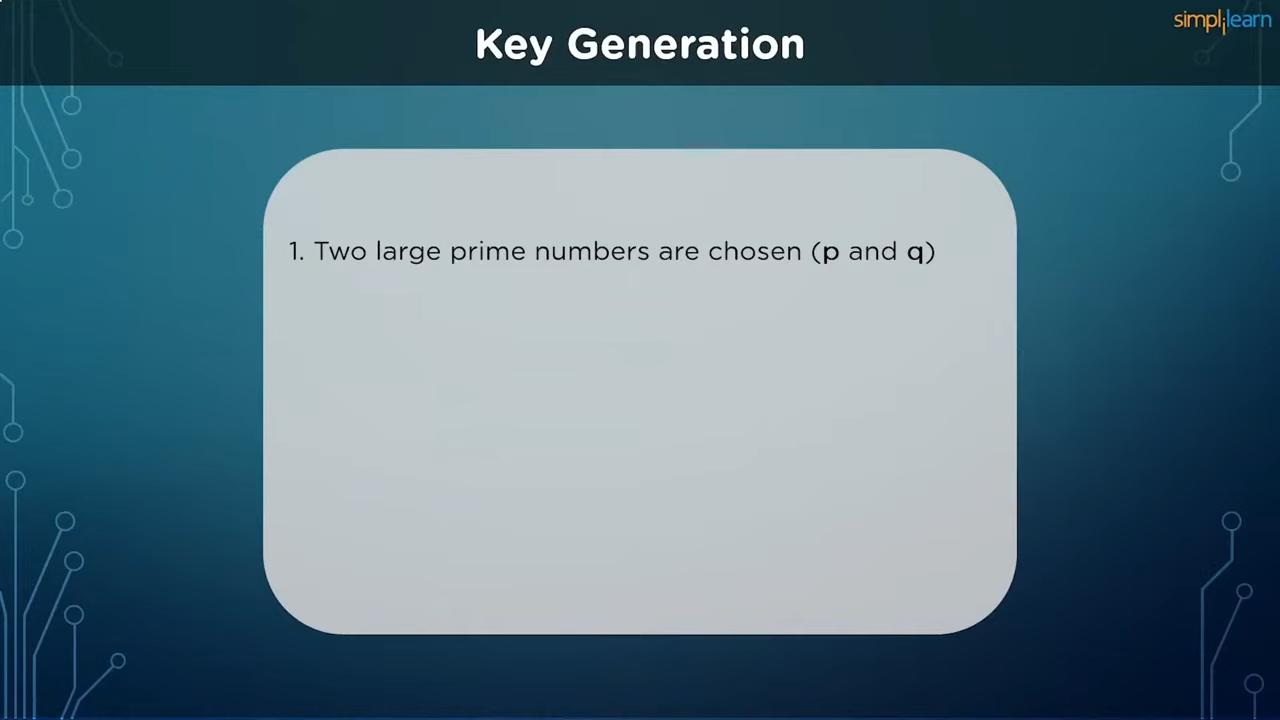 simplilearn
Key Generation
1. Two large prime numbers are chosen (p and q)